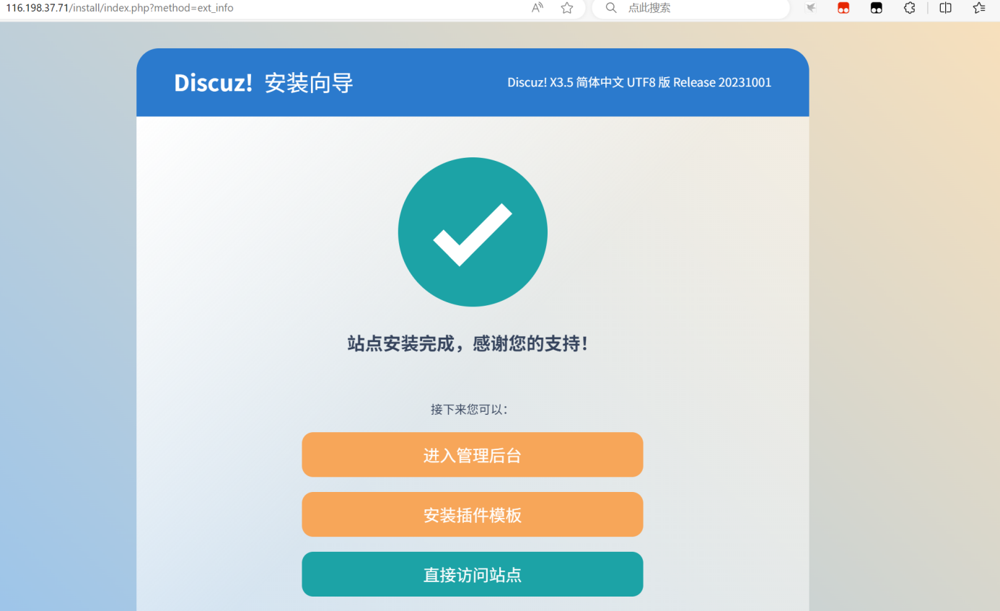 116.198.37.71/install/index.php?method=ext_info
点此搜索
Discuz! 安装向导
Discuz! X3.5 简体中文 UTF8 版 Release 20231001
站点安装完成，感谢您的支持！
接下来您可以：
进入管理后台
安装插件模板
直接访问站点